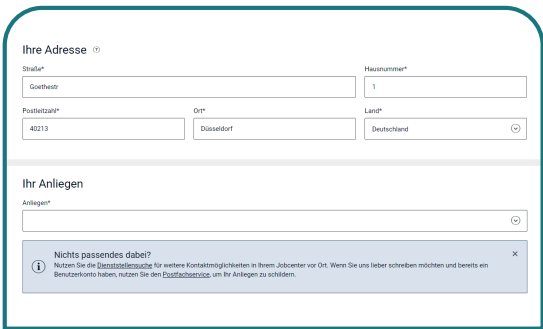 Ihre Adresse ?
Straße* Hausnummer*
Goethestr 1
Postleitzahl* Ort* Land*
40213 Düsseldorf Deutschland
Ihr Anliegen
Anliegen*
Nichts passendes dabei?
Nutzen Sie die Dienststellensuche für weitere Kontaktmöglichkeiten in Ihrem Jobcenter vor Ort. Wenn Sie uns lieber schreiben möchten und bereits ein
Benutzerkonto haben, nutzen Sie den Postfachservice, um Ihr Anliegen zu schildern.